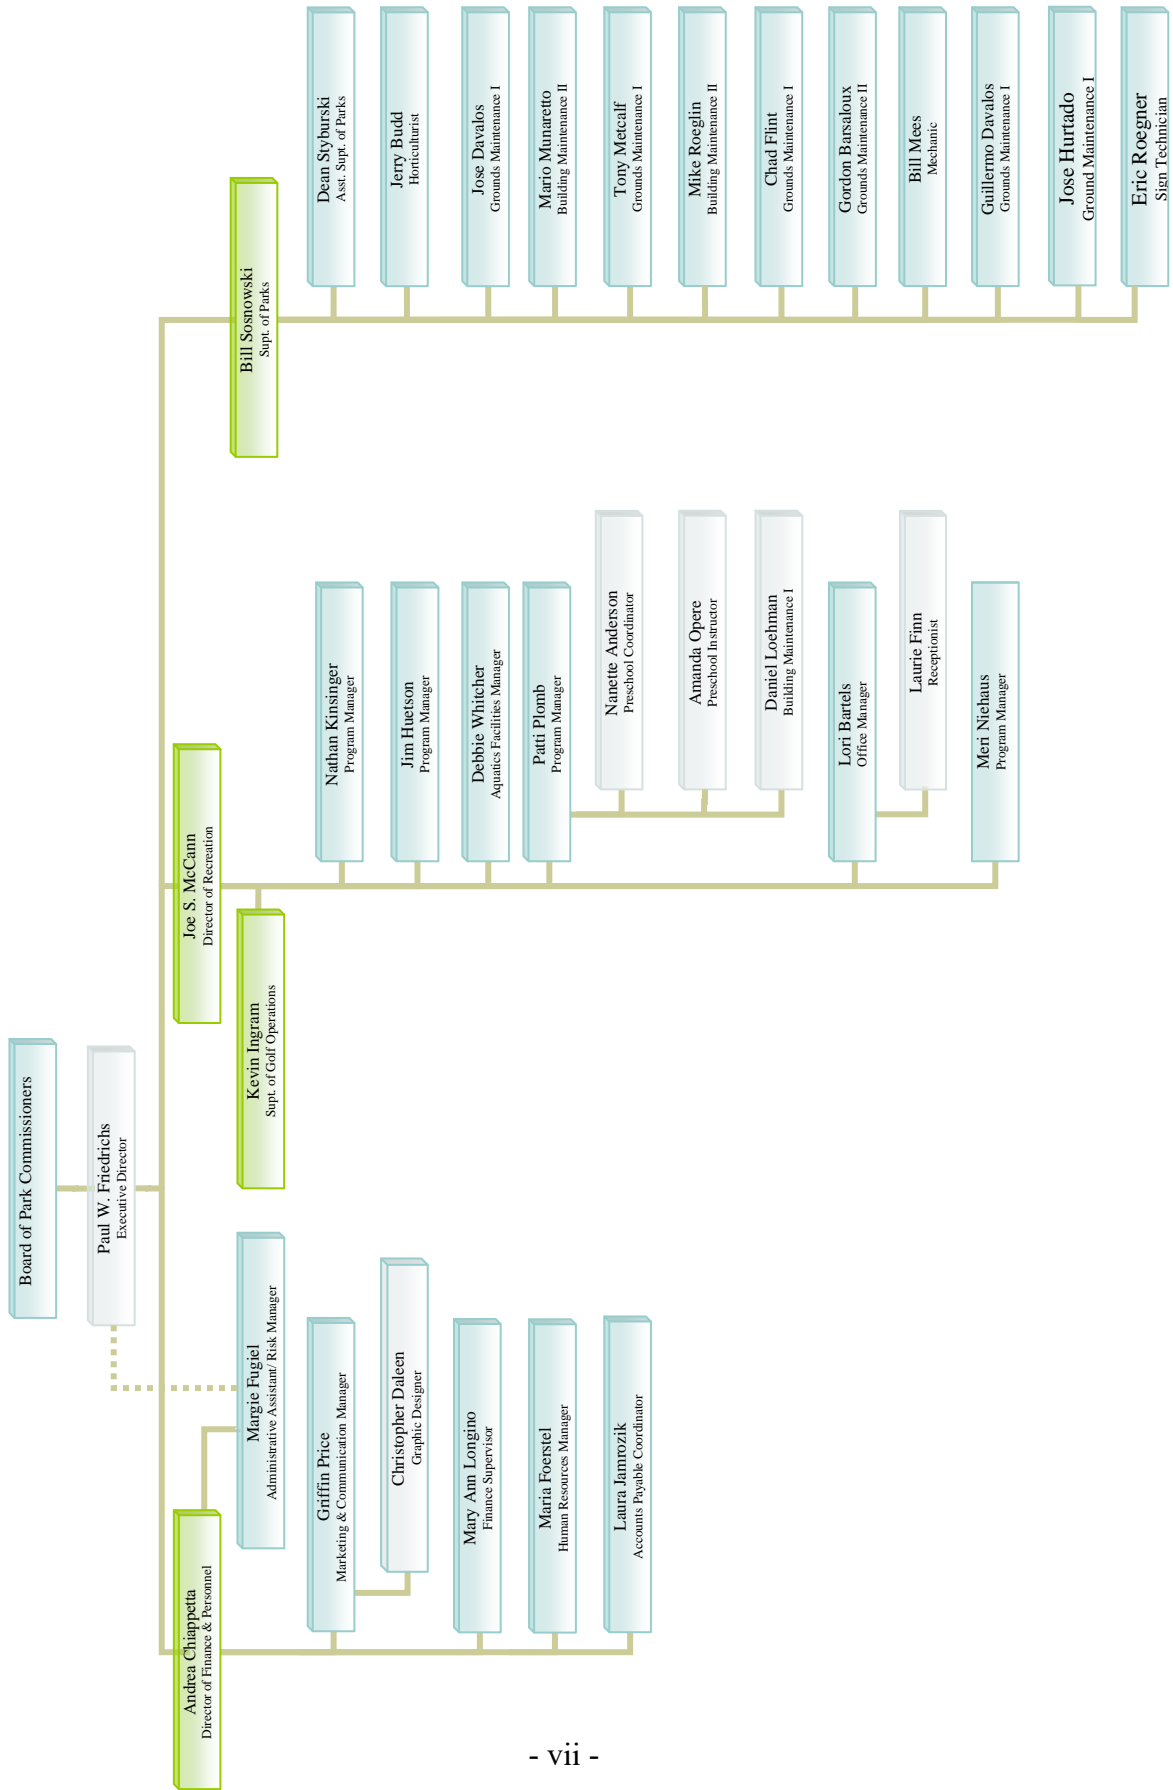 Board of Park Commissioners
Paul W. Friedrichs
Executive Director
Andrea Chiappetta
Director of Finance & Personnel
Margie Fugiel
Administrative Assistant/ Risk Manager
Griffin Price
Marketing & Communication Manager
Christopher Daleen
Graphic Designer
Mary Ann Longino
Finance Supervisor
Maria Foerstel
Human Resources Manager
Laura Jamrozik
Accounts Payable Coordinator
Joe S. McCann
Director of Recreation
Kevin Ingram
Supt. of Golf Operations
Nathan Kinsinger
Program Manager
Jim Huetson
Program Manager
Debbie Whitcher
Aquatics Facilities Manager
Patti Plomb
Program Manager
Nanette Anderson
Preschool Coordinator
Amanda Opere
Preschool Instructor
Daniel Loehman
Building Maintenance I
Lori Bartels
Office Manager
Laurie Finn
Receptionist
Meri Niehaus
Program Manager
Bill Sosnowski
Supt. of Parks
Dean Styburski
Asst. Supt. of Parks
Jerry Budd
Horticulturist
Jose Davalos
Grounds Maintenance I
Mario Munaretto
Building Maintenance II
Tony Metcalf
Grounds Maintenance I
Mike Roeglin
Building Maintenance II
Chad Flint
Grounds Maintenance I
Gordon Barsaloux
Grounds Maintenance II
Bill Mees
Mechanic
Guillermo Davalos
Grounds Maintenance I
Jose Hurtado
Ground Maintenance I
Eric Roegner
Sign Technician
- vii -